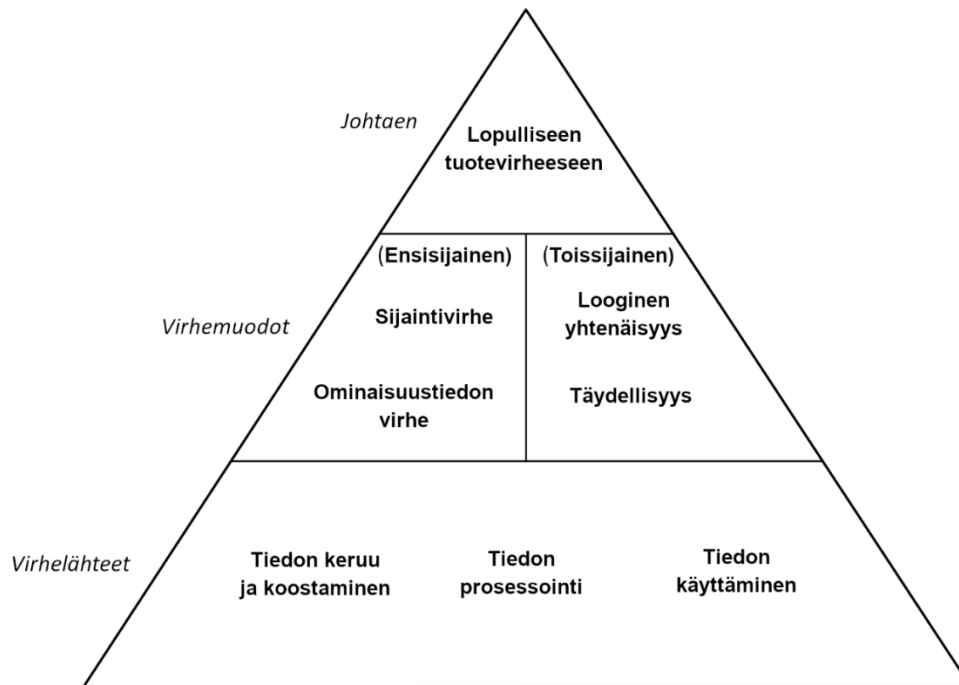 Johtaen
Lopulliseen
tuotevirheeseen
Virhemuodot
(Ensisijainen)
Sijaintivirhe
Ominaisuustiedon
virhe
(Toissijainen)
Looginen
yhtenäisyys
Täydellisyys
Virhelähteet
Tiedon keruu
ja koostaminen
Tiedon
prosessointi
Tiedon
käyttäminen